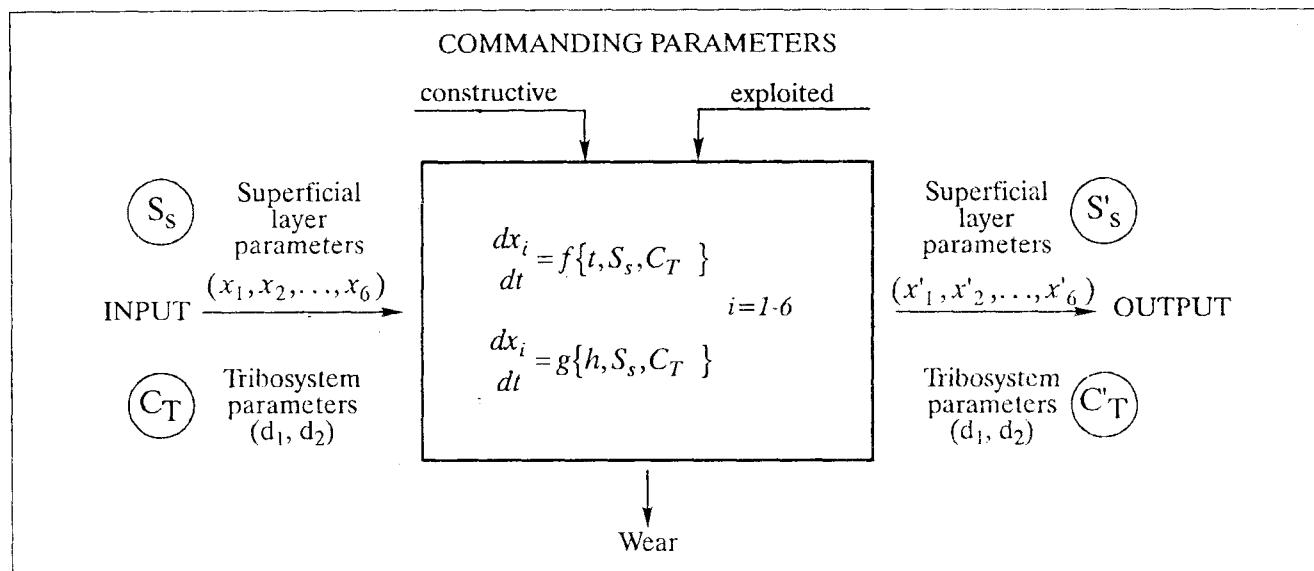 COMMANDING PARAMETERS
constructive
exploited
S_s
Superficial
layer
parameters
(x_1, x_2, ..., x_6)
INPUT
C_T
Tribosystem
parameters
(d_1, d_2)
dx_i/dt = f{t, S_s, C_T }
i=1-6
dx_i/dt = g{h, S_s, C_T }
Superficial
layer
parameters
S'_s
(x'_1, x'_2, ..., x'_6)
OUTPUT
Tribosystem
parameters
(d_1, d_2)
C'_T
Wear